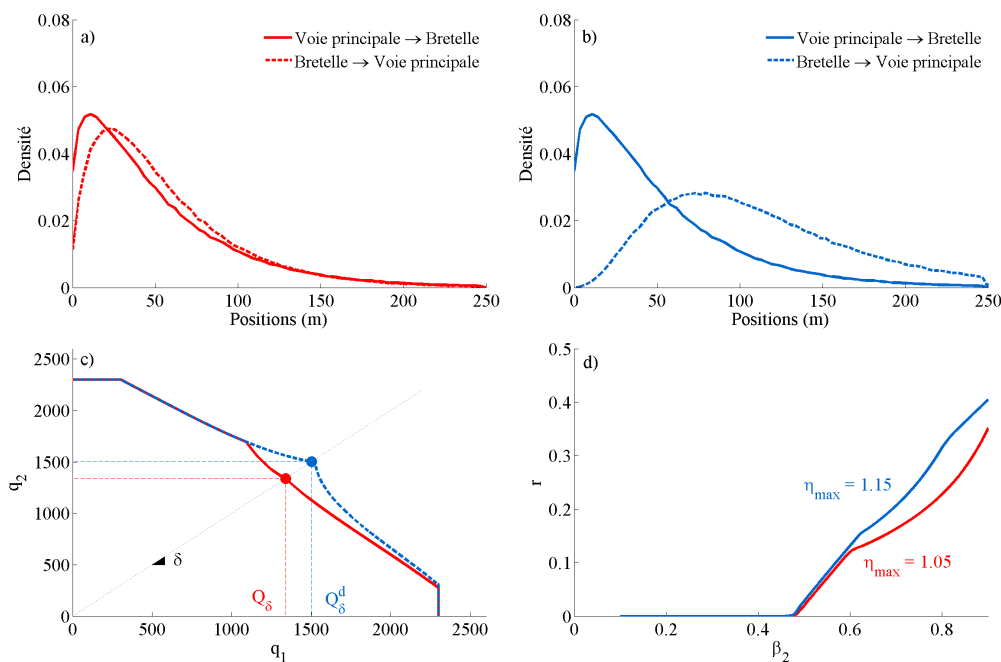 a)
Voie principale → Bretelle
Bretelle → Voie principale
0.08
0.06
0.04
0.02
0
Densité
0 50 100 150 200 250
Positions (m)
b)
Voie principale → Bretelle
Bretelle → Voie principale
0.08
0.06
0.04
0.02
0
Densité
0 50 100 150 200 250
Positions (m)
c)
2500
2000
1500
1000
500
0
q2
δ
Qδ
Qδd
0 500 1000 1500 2000 2500
q1
d)
0.5
0.4
0.3
0.2
0.1
0
r
ηmax = 1.15
ηmax = 1.05
0 0.2 0.4 0.6 0.8
β2